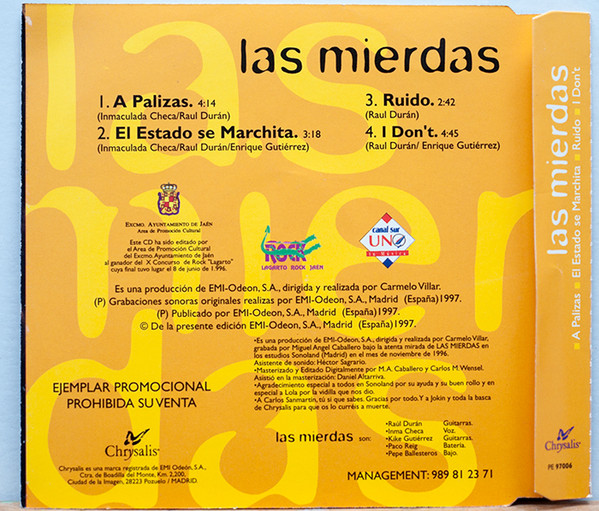 las mierdas
1. A Palizas. 4:14
(Inmaculada Checa/Raul Durán)
2. El Estado se Marchita. 3:18
(Inmaculada Checa/Raul Durán/Enrique Gutiérrez)
3. Ruido. 2:42
(Raul Durán)
4. I Don't. 4:45
(Raul Durán/ Enrique Gutiérrez)
EXCMO. AYUNTAMIENTO DE JAÉN
Area de Promoción Cultural
Este CD ha sido editado por
el Area de Promoción Cultural
del Excmo. Ayuntamiento de Jaén
al ganador del X Concurso de Rock "Lagarto"
cuya final tuvo lugar el 8 de junio de 1.996.
ROCK
LAGARTO ROCK JAÉN
canal sur
UNO
tu musica
Es una producción de EMI-Odeon, S.A., dirigida y realizada por Carmelo Villar.
(P) Grabaciones sonoras originales realizas por EMI-Odeon, S.A., Madrid (España)1997.
(P) Publicado por EMI-Odeon, S.A., Madrid (España)1997.
© De la presente edición EMI-Odeon, S.A., Madrid (España)1997.
•Es una producción de EMI-Odeón, S.A., dirigida y realizada por Carmelo Villar,
grabada por Miguel Angel Caballero bajo la atenta mirada de LAS MIERDAS en
los estudios Sonoland (Madrid) en el mes de noviembre de 1996.
Asistente de sonido: Héctor Sagrario.
•Masterizado y Editado Digitalmente por M.A. Caballero y Carlos M. Wensel.
Asistió en la masterización: Daniel Altarriva.
•Agradecimiento especial a todos en Sonoland por su ayuda y su buen rollo y en
especial a Lola por la vidilla que nos dio.
•A Carlos Sanmartin, tú si que sabes. Gracias por todo. Y a Jokin y toda la basca
de Chrysalis para que os lo curréis a muerte.
EJEMPLAR PROMOCIONAL
PROHIBIDA SU VENTA
Chrysalis®
Chrysalis es una marca registrada de EMI Odeón, S.A.,
Ctra. de Boadilla del Monte, Km. 2,200,
Ciudad de la Imagen, 28223 Pozuelo / MADRID.
las mierdas son:
•Raúl Durán Guitarras.
•Inma Checa Voz.
•Kike Gutiérrez Guitarras.
•Paco Reig Batería.
•Pepe Ballesteros Bajo.
MANAGEMENT: 989 81 23 71
las mierdas
■ A Palizas ■ El Estado se Marchita ■ Ruido ■ I Don't
Chrysalis®
PE 97006
las
mierdas